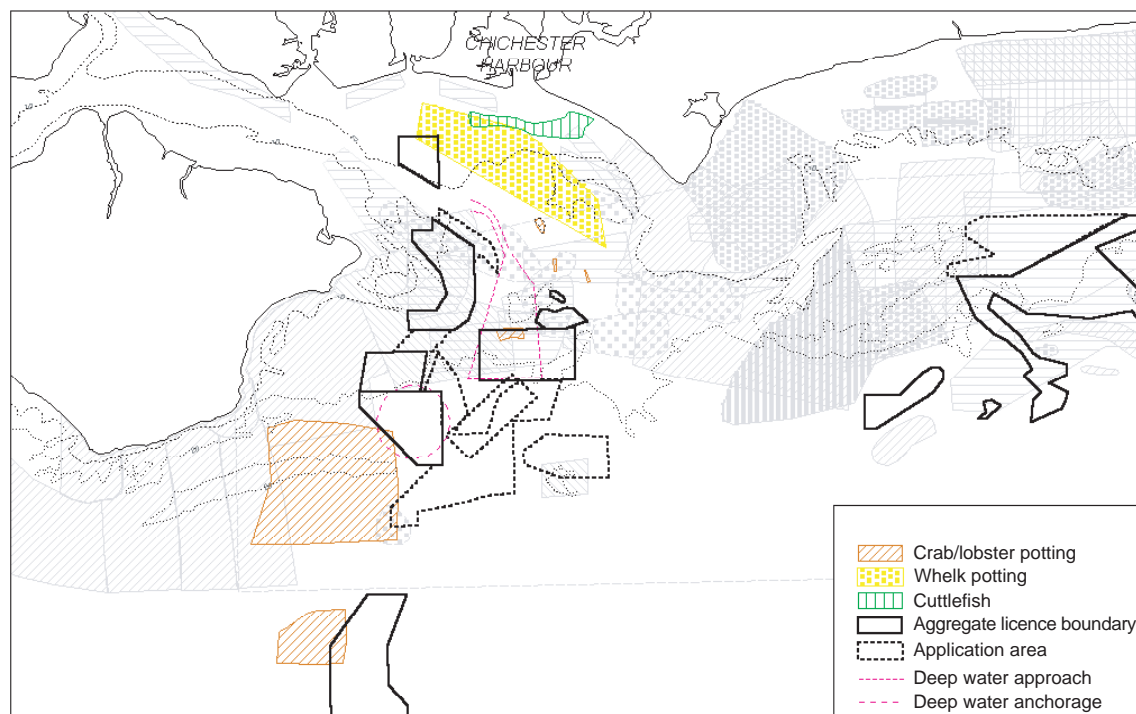 CHICHESTER
HARBOUR
Crab/lobster potting
Whelk potting
Cuttlefish
Aggregate licence boundary
Application area
Deep water approach
Deep water anchorage